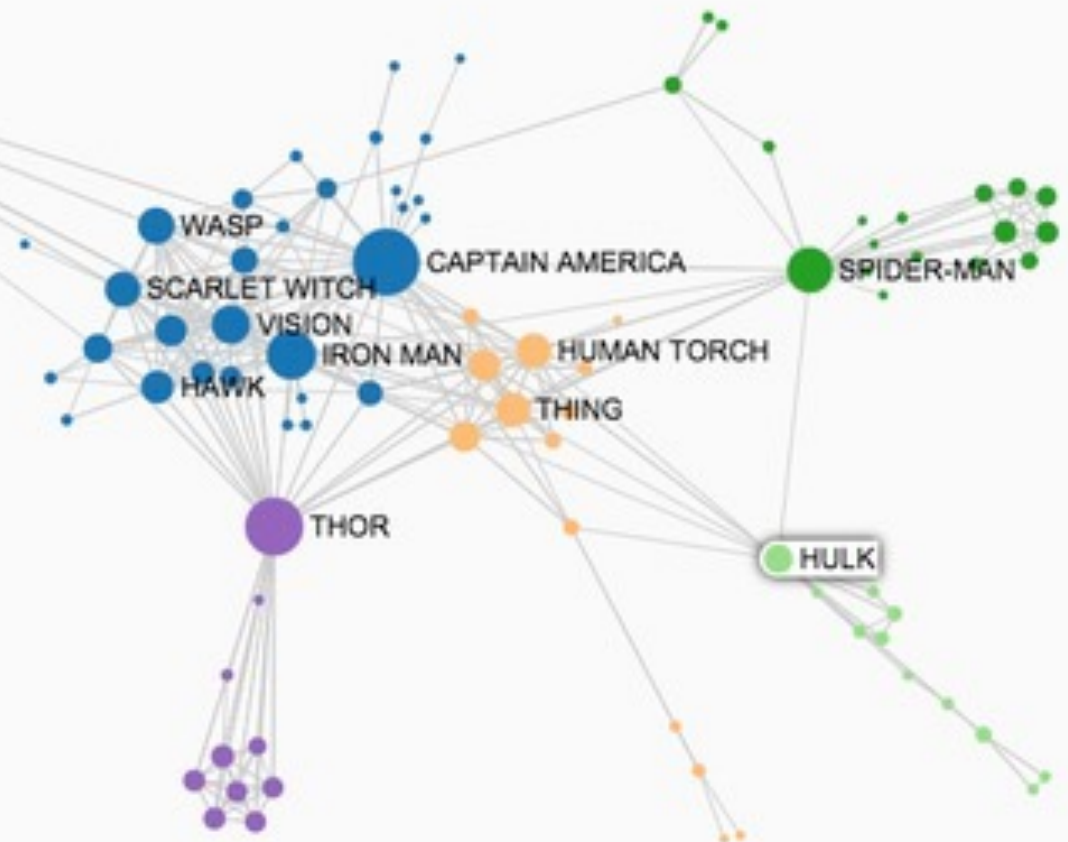 WASP
CAPTAIN AMERICA
SPIDER-MAN
SCARLET WITCH
VISION
IRON MAN
HUMAN TORCH
HAWK
THING
THOR
HULK